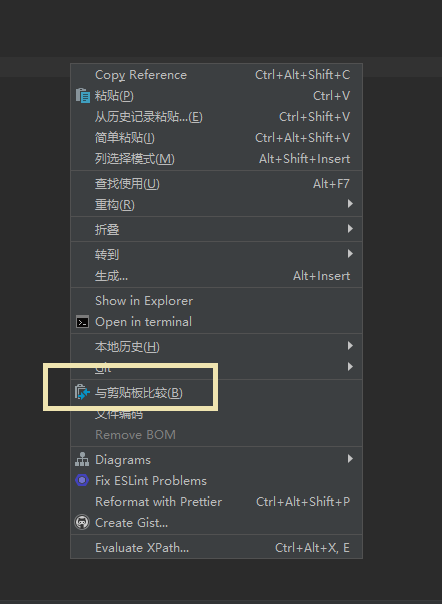 Copy Reference Ctrl+Alt+Shift+C
粘贴(P) Ctrl+V
从历史记录粘贴...(E) Ctrl+Shift+V
简单粘贴(I) Ctrl+Alt+Shift+V
列选择模式(M) Alt+Shift+Insert
查找使用(U) Alt+F7
重构(R)
折叠
转到
生成... Alt+Insert
Show in Explorer
Open in terminal
本地历史(H)
Git
与剪贴板比较(B)
文件编码
Remove BOM
Diagrams
Fix ESLint Problems
Reformat with Prettier Ctrl+Alt+Shift+P
Create Gist...
Evaluate XPath... Ctrl+Alt+X, E